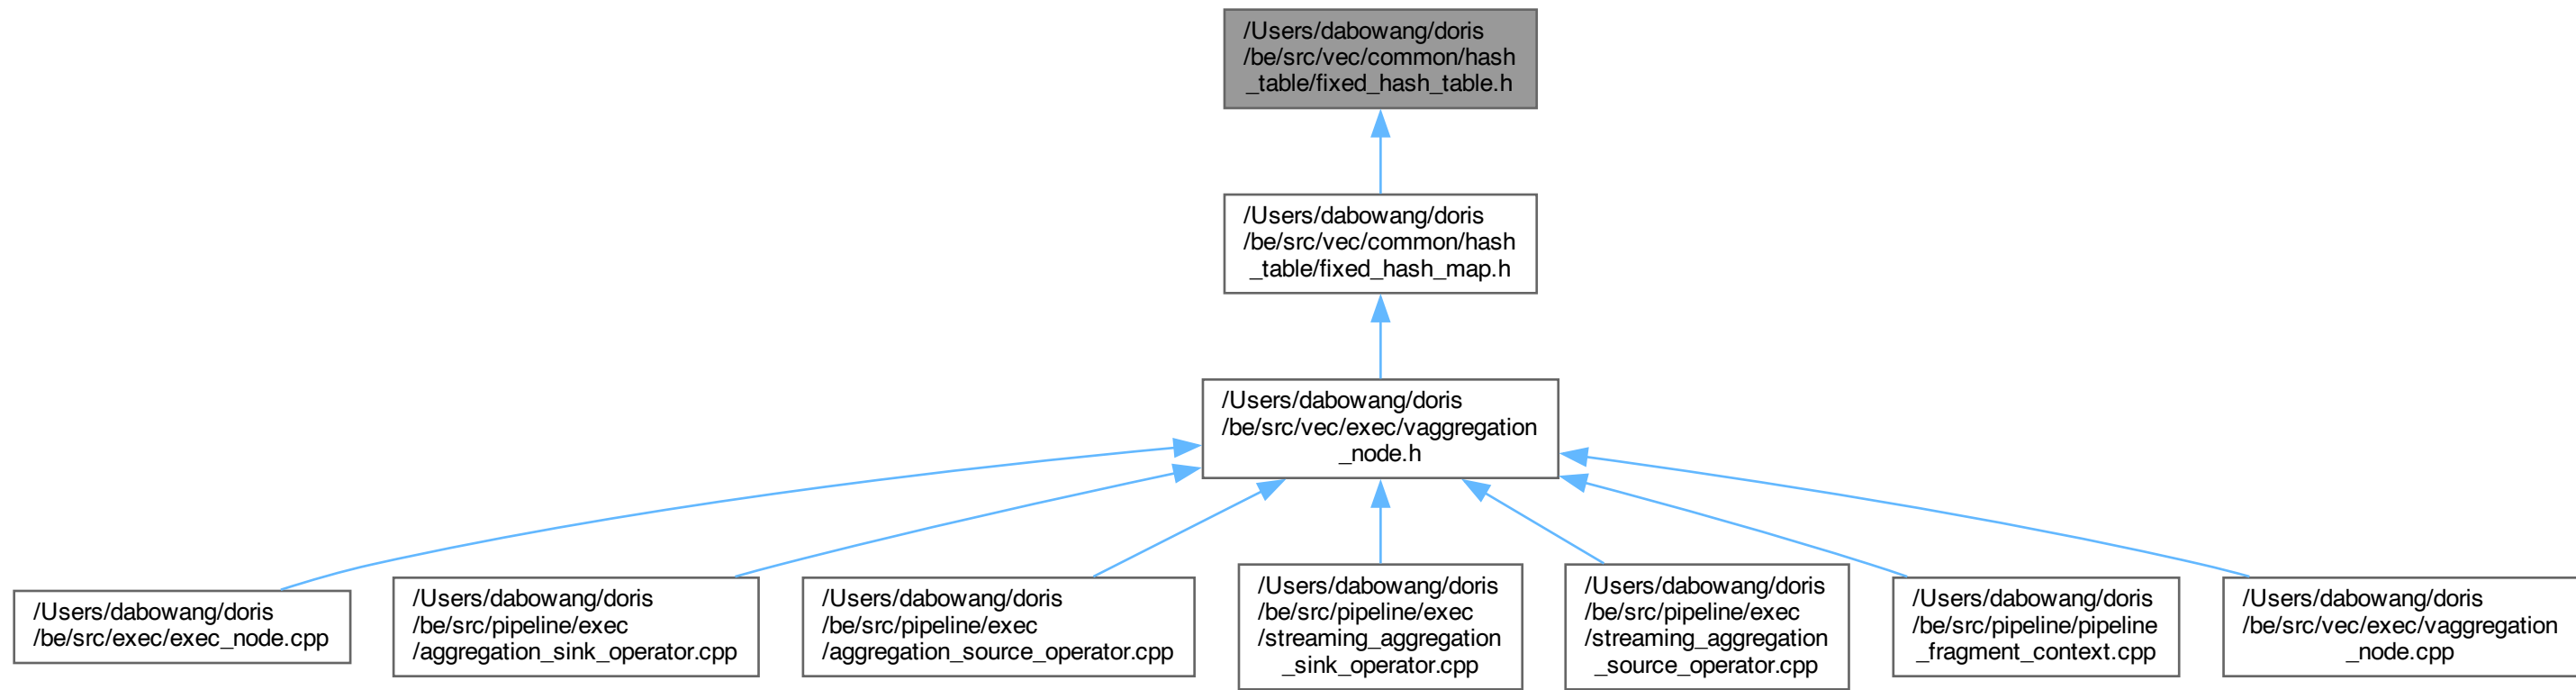 /Users/dabowang/doris
/be/src/vec/common/hash
_table/fixed_hash_table.h
/Users/dabowang/doris
/be/src/vec/common/hash
_table/fixed_hash_map.h
/Users/dabowang/doris
/be/src/vec/exec/vaggregation
_node.h
/Users/dabowang/doris
/be/src/exec/exec_node.cpp
/Users/dabowang/doris
/be/src/pipeline/exec
/aggregation_sink_operator.cpp
/Users/dabowang/doris
/be/src/pipeline/exec
/aggregation_source_operator.cpp
/Users/dabowang/doris
/be/src/pipeline/exec
/streaming_aggregation
_sink_operator.cpp
/Users/dabowang/doris
/be/src/pipeline/exec
/streaming_aggregation
_source_operator.cpp
/Users/dabowang/doris
/be/src/pipeline/pipeline
_fragment_context.cpp
/Users/dabowang/doris
/be/src/vec/exec/vaggregation
_node.cpp